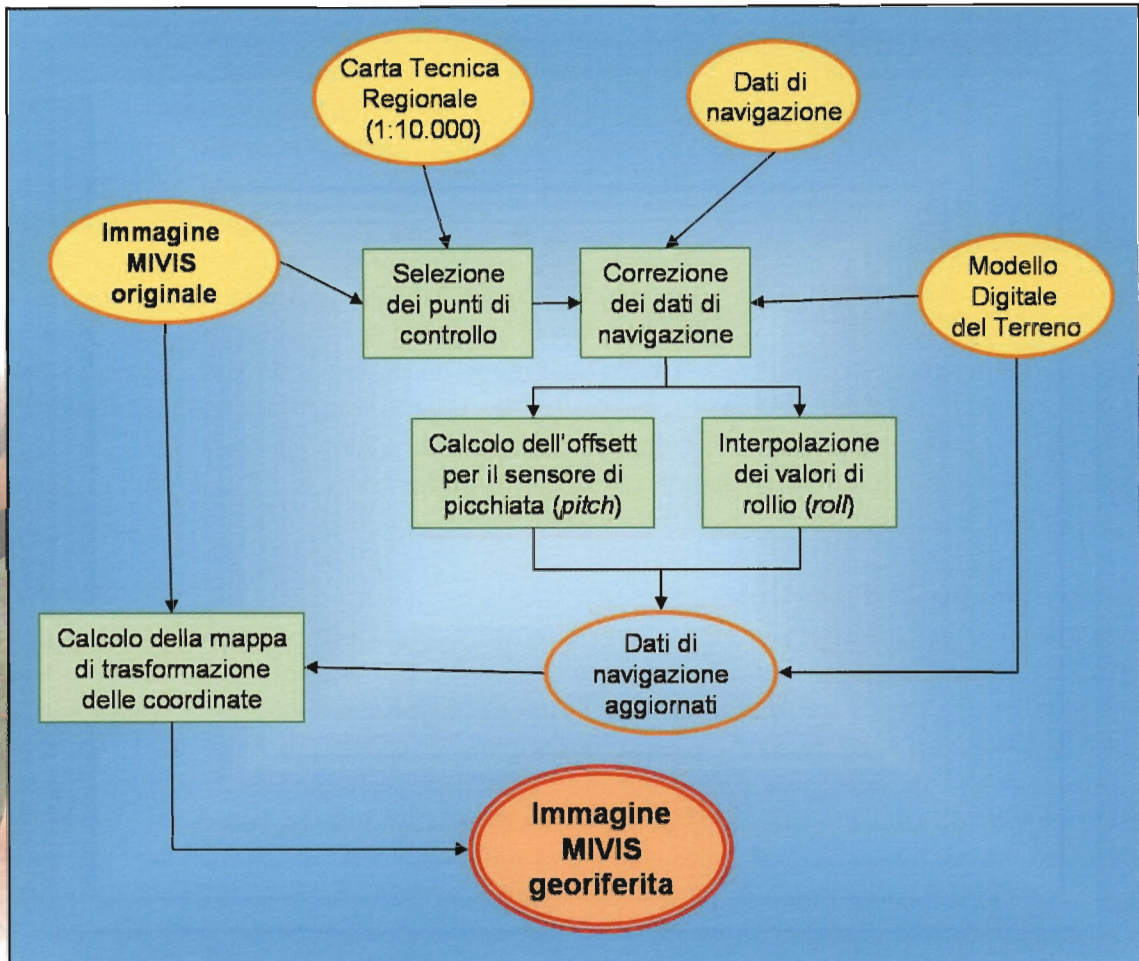 Carta Tecnica
Regionale
(1:10.000)
Dati di
navigazione
Immagine
MIVIS
originale
Selezione
dei punti di
controllo
Correzione
dei dati di
navigazione
Modello
Digitale
del Terreno
Calcolo dell'offsett
per il sensore di
picchiata (pitch)
Interpolazione
dei valori di
rollio (roll)
Calcolo della mappa
di trasformazione
delle coordinate
Dati di
navigazione
aggiornati
Immagine
MIVIS
georiferita